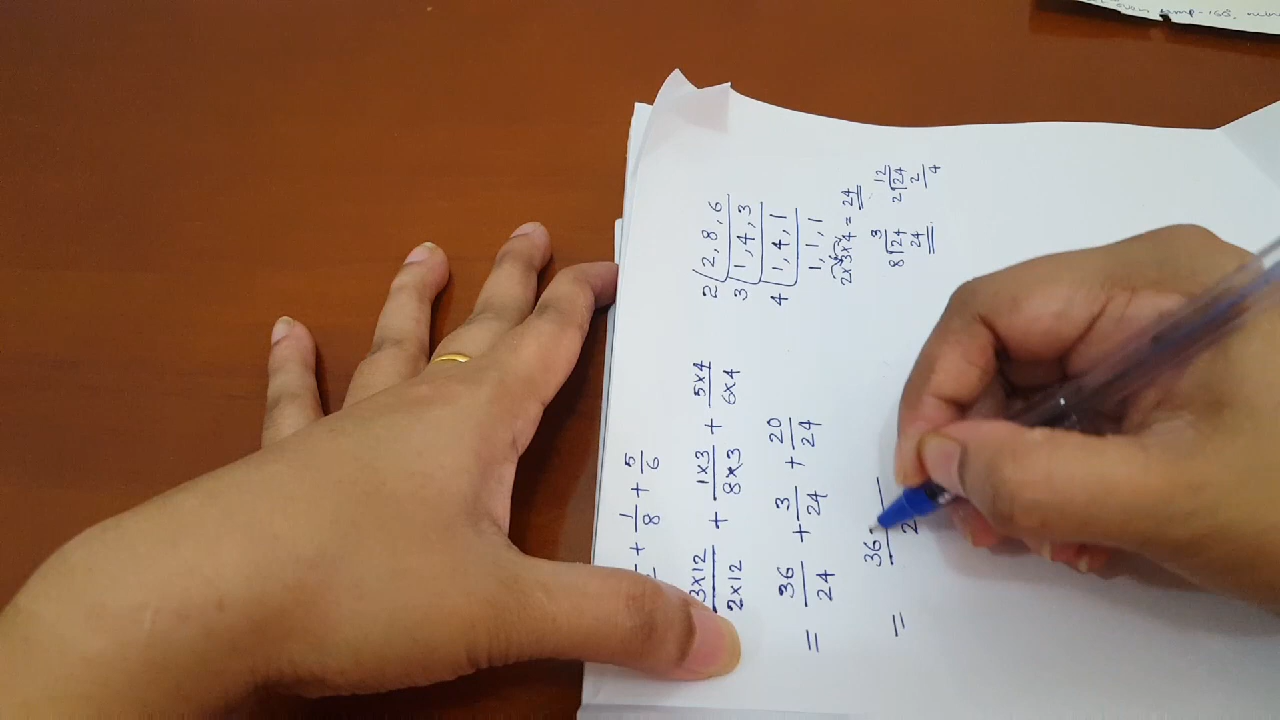 + 1/8 + 5/6
3×12/2×12 + 1×3/8×3 + 5×4/6×4
= 36/24 + 3/24 + 20/24
= 36
2
2 | 2, 8, 6
3 | 1, 4, 3
4 | 1, 4, 1
1, 1, 1
2×3×4 = 24
3
8 24
24
12
2 24
2
4